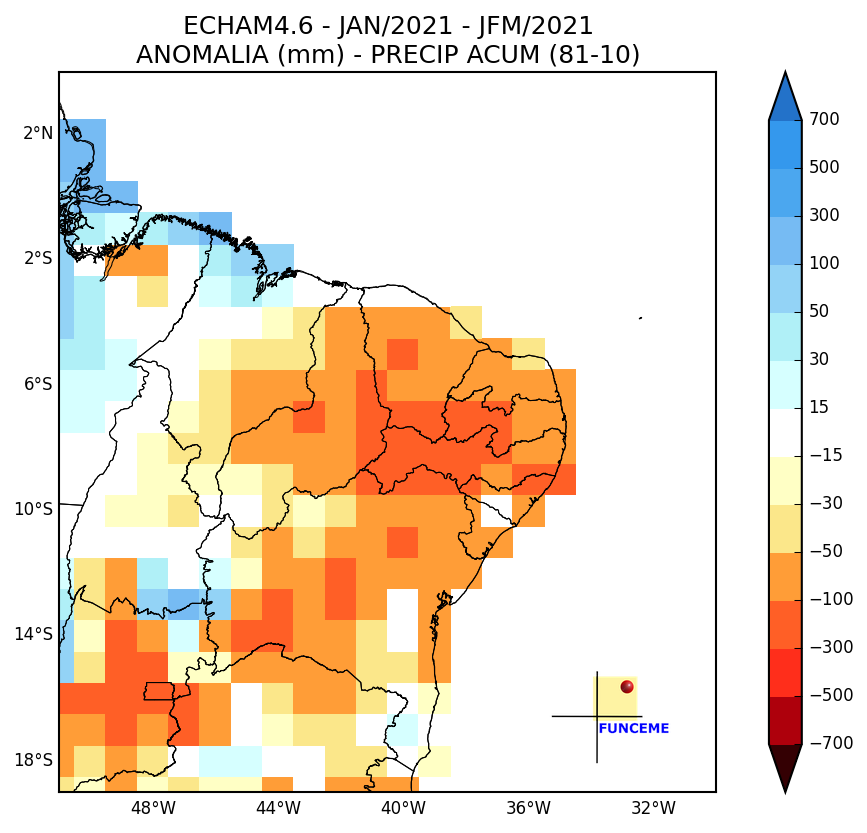 ECHAM4.6 - JAN/2021 - JFM/2021
ANOMALIA (mm) - PRECIP ACUM (81-10)
2°N
2°S
6°S
10°S
14°S
18°S
48°W
44°W
40°W
36°W
32°W
700
500
300
100
50
30
15
−15
−30
−50
−100
−300
−500
−700
FUNCEME